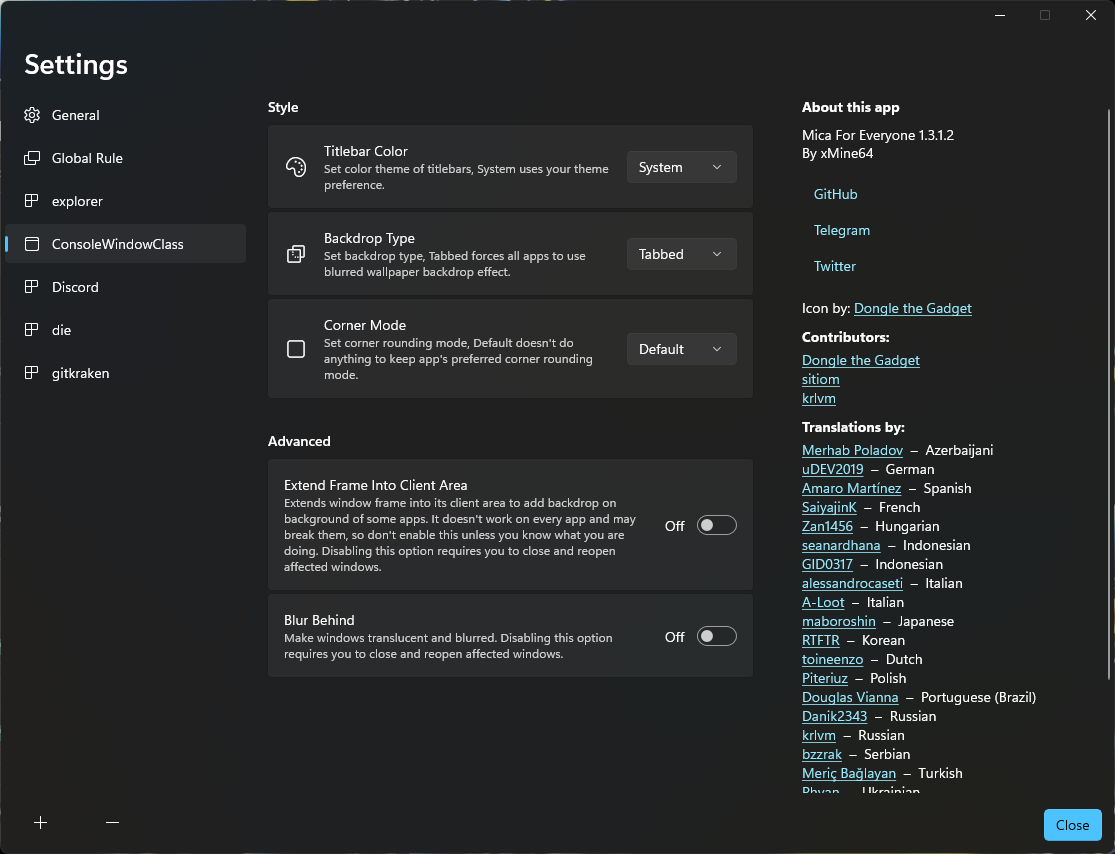 Settings
General
Global Rule
explorer
ConsoleWindowClass
Discord
die
gitkraken
Style
Titlebar Color
Set color theme of titlebars, System uses your theme
preference.
System
Backdrop Type
Set backdrop type, Tabbed forces all apps to use
blurred wallpaper backdrop effect.
Tabbed
Corner Mode
Set corner rounding mode, Default doesn't do
anything to keep app's preferred corner rounding
mode.
Default
Advanced
Extend Frame Into Client Area
Extends window frame into its client area to add backdrop on
background of some apps. It doesn't work on every app and may
break them, so don't enable this unless you know what you are
doing. Disabling this option requires you to close and reopen
affected windows.
Off
Blur Behind
Make windows translucent and blurred. Disabling this option
requires you to close and reopen affected windows.
Off
About this app
Mica For Everyone 1.3.1.2
By xMine64
GitHub
Telegram
Twitter
Icon by: Dongle the Gadget
Contributors:
Dongle the Gadget
sitiom
krlvm
Translations by:
Merhab Poladov – Azerbaijani
uDEV2019 – German
Amaro Martínez – Spanish
SaiyajinK – French
Zan1456 – Hungarian
seanardhana – Indonesian
GID0317 – Indonesian
alessandrocaseti – Italian
A-Loot – Italian
maboroshin – Japanese
RTFTR – Korean
toineenzo – Dutch
Piteriuz – Polish
Douglas Vianna – Portuguese (Brazil)
Danik2343 – Russian
krlvm – Russian
bzzrak – Serbian
Meriç Bağlayan – Turkish
– Ukrainian
Close